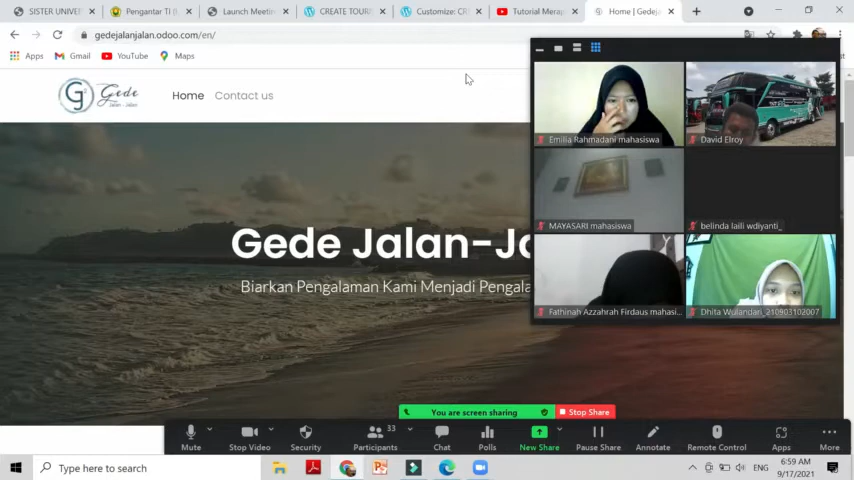 SISTER UNIVER
Pengantar TI (
Launch Meetin
CREATE TOUR
Customize: CR
Tutorial Merap
Home | Gedeja
gedejalanjalan.odoo.com/en/
Apps
Gmail
YouTube
Maps
Gede
Jalan - Jalan
Home
Contact us
Emilia Rahmadani mahasiswa
David Elroy
MAYASARI mahasiswa
belinda laili wdiyanti_
Fathinah Azzahrah Firdaus mahasi...
Dhita Wulandari_210903102007
Gede Jalan-Ja
Biarkan Pengalaman Kami Menjadi Pengala
You are screen sharing
Stop Share
Mute
Stop Video
Security
Participants
33
Chat
Polls
New Share
Pause Share
Annotate
Remote Control
Apps
More
Type here to search
ENG
6:59 AM
9/17/2021